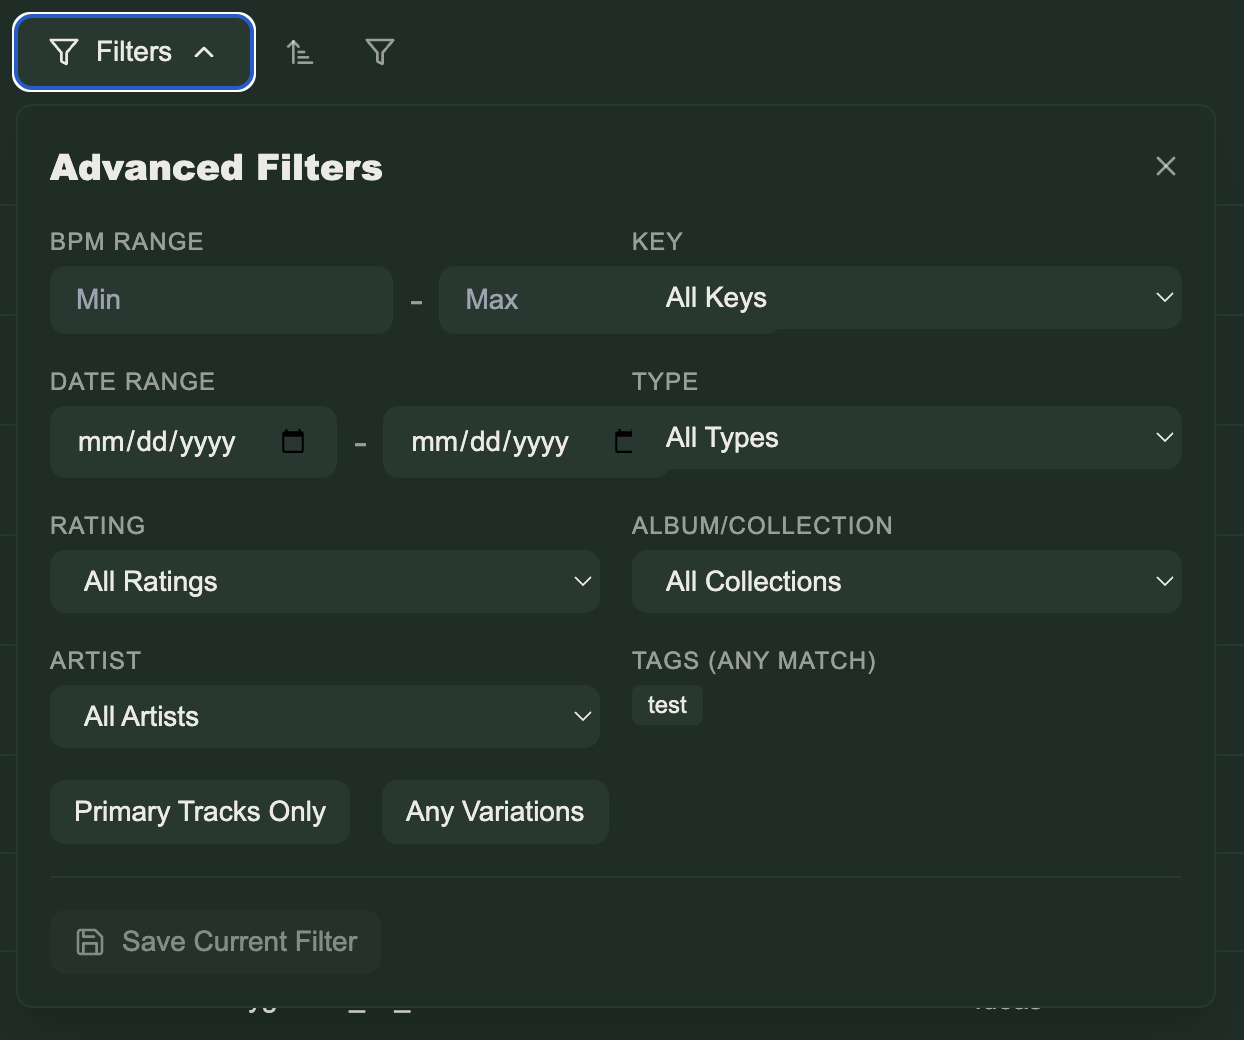 Filters
Advanced Filters
BPM RANGE
KEY
Min
-
Max
All Keys
DATE RANGE
TYPE
mm/dd/yyyy
-
mm/dd/yyyy
All Types
RATING
ALBUM/COLLECTION
All Ratings
All Collections
ARTIST
TAGS (ANY MATCH)
All Artists
test
Primary Tracks Only
Any Variations
Save Current Filter